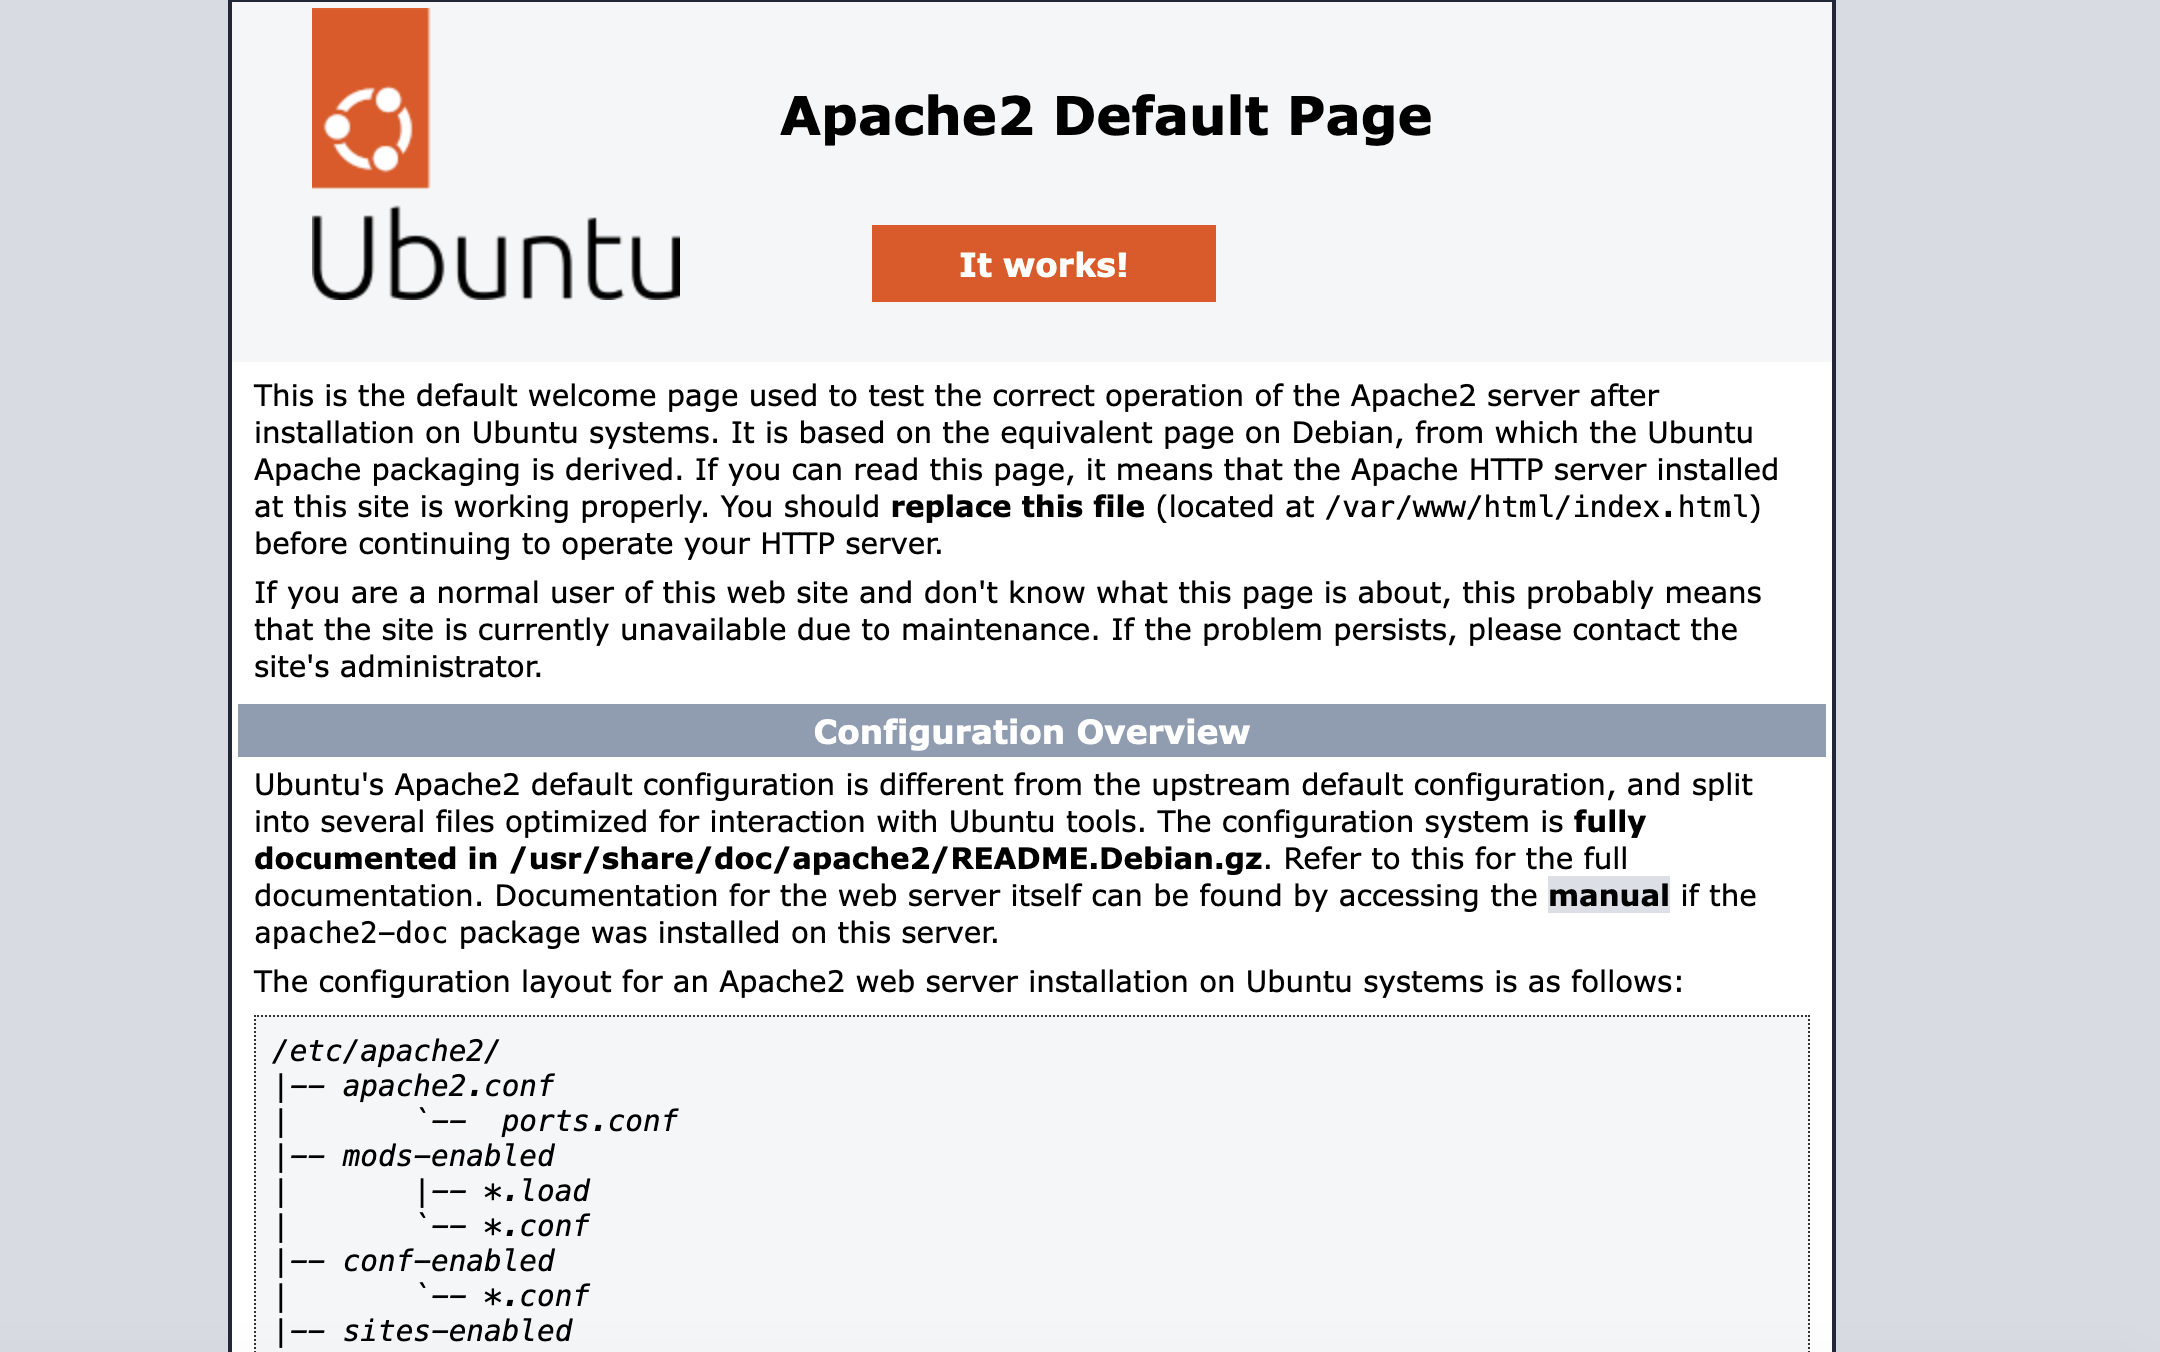 Ubuntu
Apache2 Default Page
It works!
This is the default welcome page used to test the correct operation of the Apache2 server after
installation on Ubuntu systems. It is based on the equivalent page on Debian, from which the Ubuntu
Apache packaging is derived. If you can read this page, it means that the Apache HTTP server installed
at this site is working properly. You should replace this file (located at /var/www/html/index.html)
before continuing to operate your HTTP server.
If you are a normal user of this web site and don't know what this page is about, this probably means
that the site is currently unavailable due to maintenance. If the problem persists, please contact the
site's administrator.
Configuration Overview
Ubuntu's Apache2 default configuration is different from the upstream default configuration, and split
into several files optimized for interaction with Ubuntu tools. The configuration system is fully
documented in /usr/share/doc/apache2/README.Debian.gz. Refer to this for the full
documentation. Documentation for the web server itself can be found by accessing the manual if the
apache2-doc package was installed on this server.
The configuration layout for an Apache2 web server installation on Ubuntu systems is as follows:
/etc/apache2/
|-- apache2.conf
|       `--  ports.conf
|-- mods-enabled
|       |-- *.load
|       `-- *.conf
|-- conf-enabled
|       `-- *.conf
|-- sites-enabled